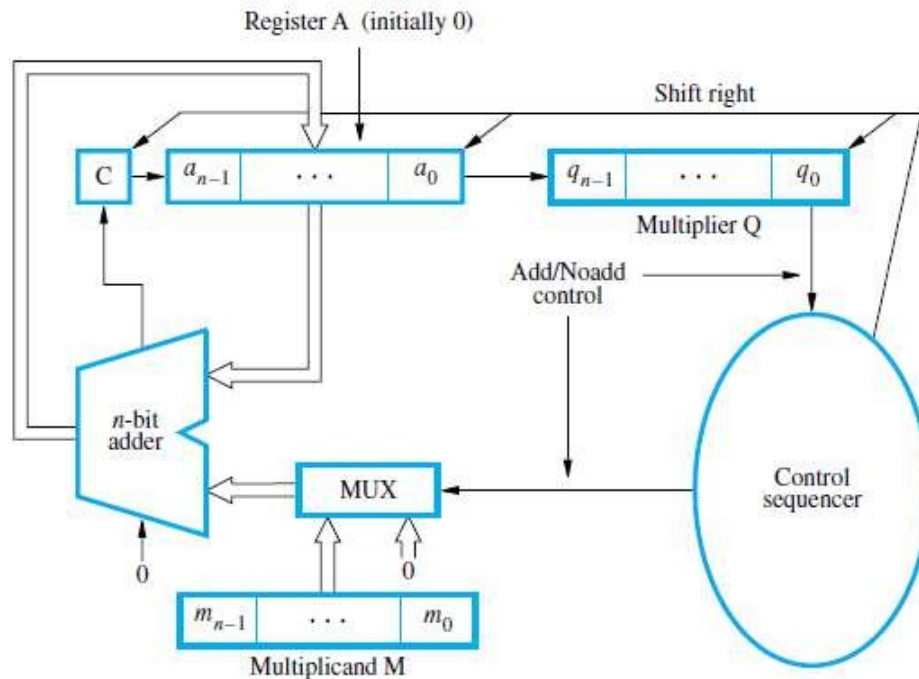 Register A (initially 0)
Shift right
C
a_{n–1} · · · a_0
q_{n–1} · · · q_0
Multiplier Q
Add/Noadd
control
n-bit
adder
MUX
Control
sequencer
0
0
m_{n–1} · · · m_0
Multiplicand M